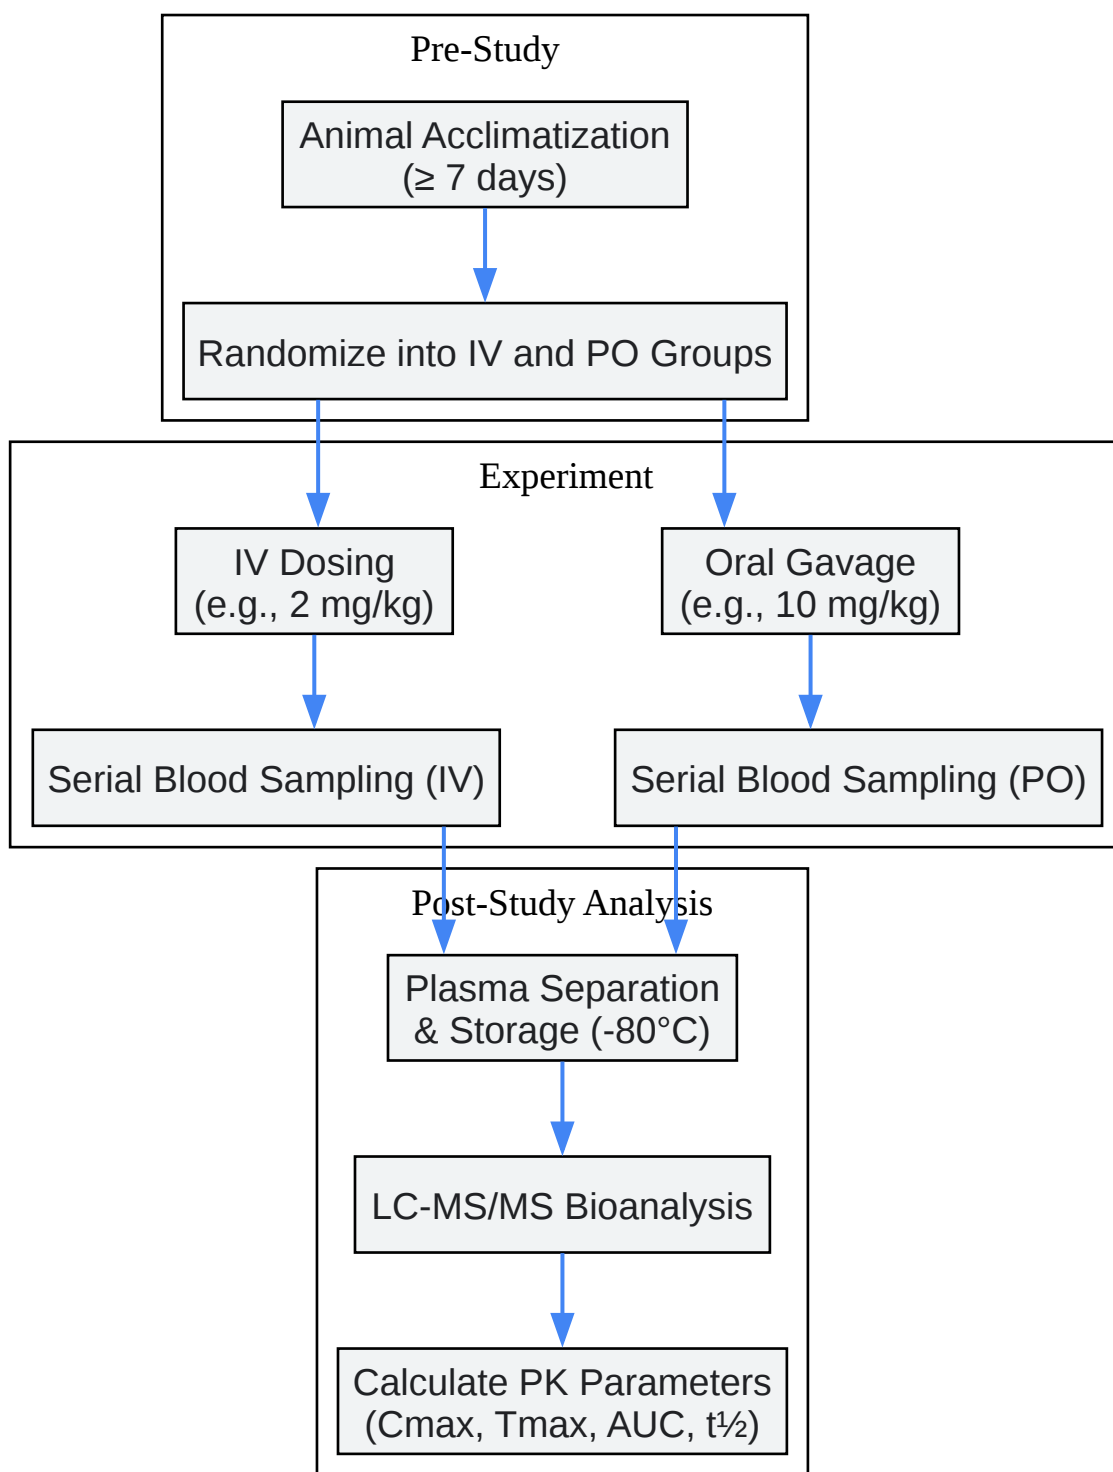 Pre-Study
Animal Acclimatization
(≥ 7 days)
Randomize into IV and PO Groups
Experiment
IV Dosing
(e.g., 2 mg/kg)
Oral Gavage
(e.g., 10 mg/kg)
Serial Blood Sampling (IV)
Serial Blood Sampling (PO)
Post-Study Analysis
Plasma Separation
& Storage (-80°C)
LC-MS/MS Bioanalysis
Calculate PK Parameters
(Cmax, Tmax, AUC, t½)